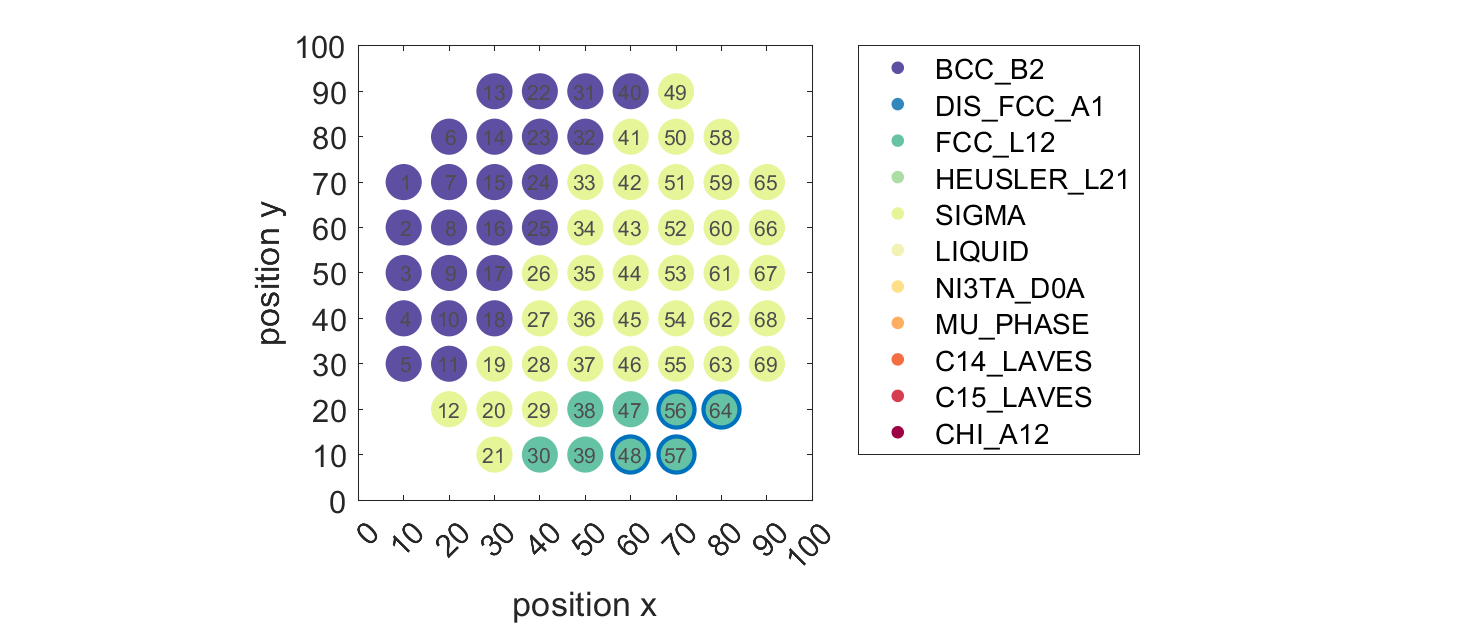 100
90
80
70
60
50
40
30
20
10
0
position y
13 22 31 40 49
6 14 23 32 41 50 58
1 7 15 24 33 42 51 59 65
2 8 16 25 34 43 52 60 66
3 9 17 26 35 44 53 61 67
4 10 18 27 36 45 54 62 68
5 11 19 28 37 46 55 63 69
12 20 29 38 47 56 64
21 30 39 48 57
0 10 20 30 40 50 60 70 80 90 100
position x
BCC_B2
DIS_FCC_A1
FCC_L12
HEUSLER_L21
SIGMA
LIQUID
NI3TA_D0A
MU_PHASE
C14_LAVES
C15_LAVES
CHI_A12